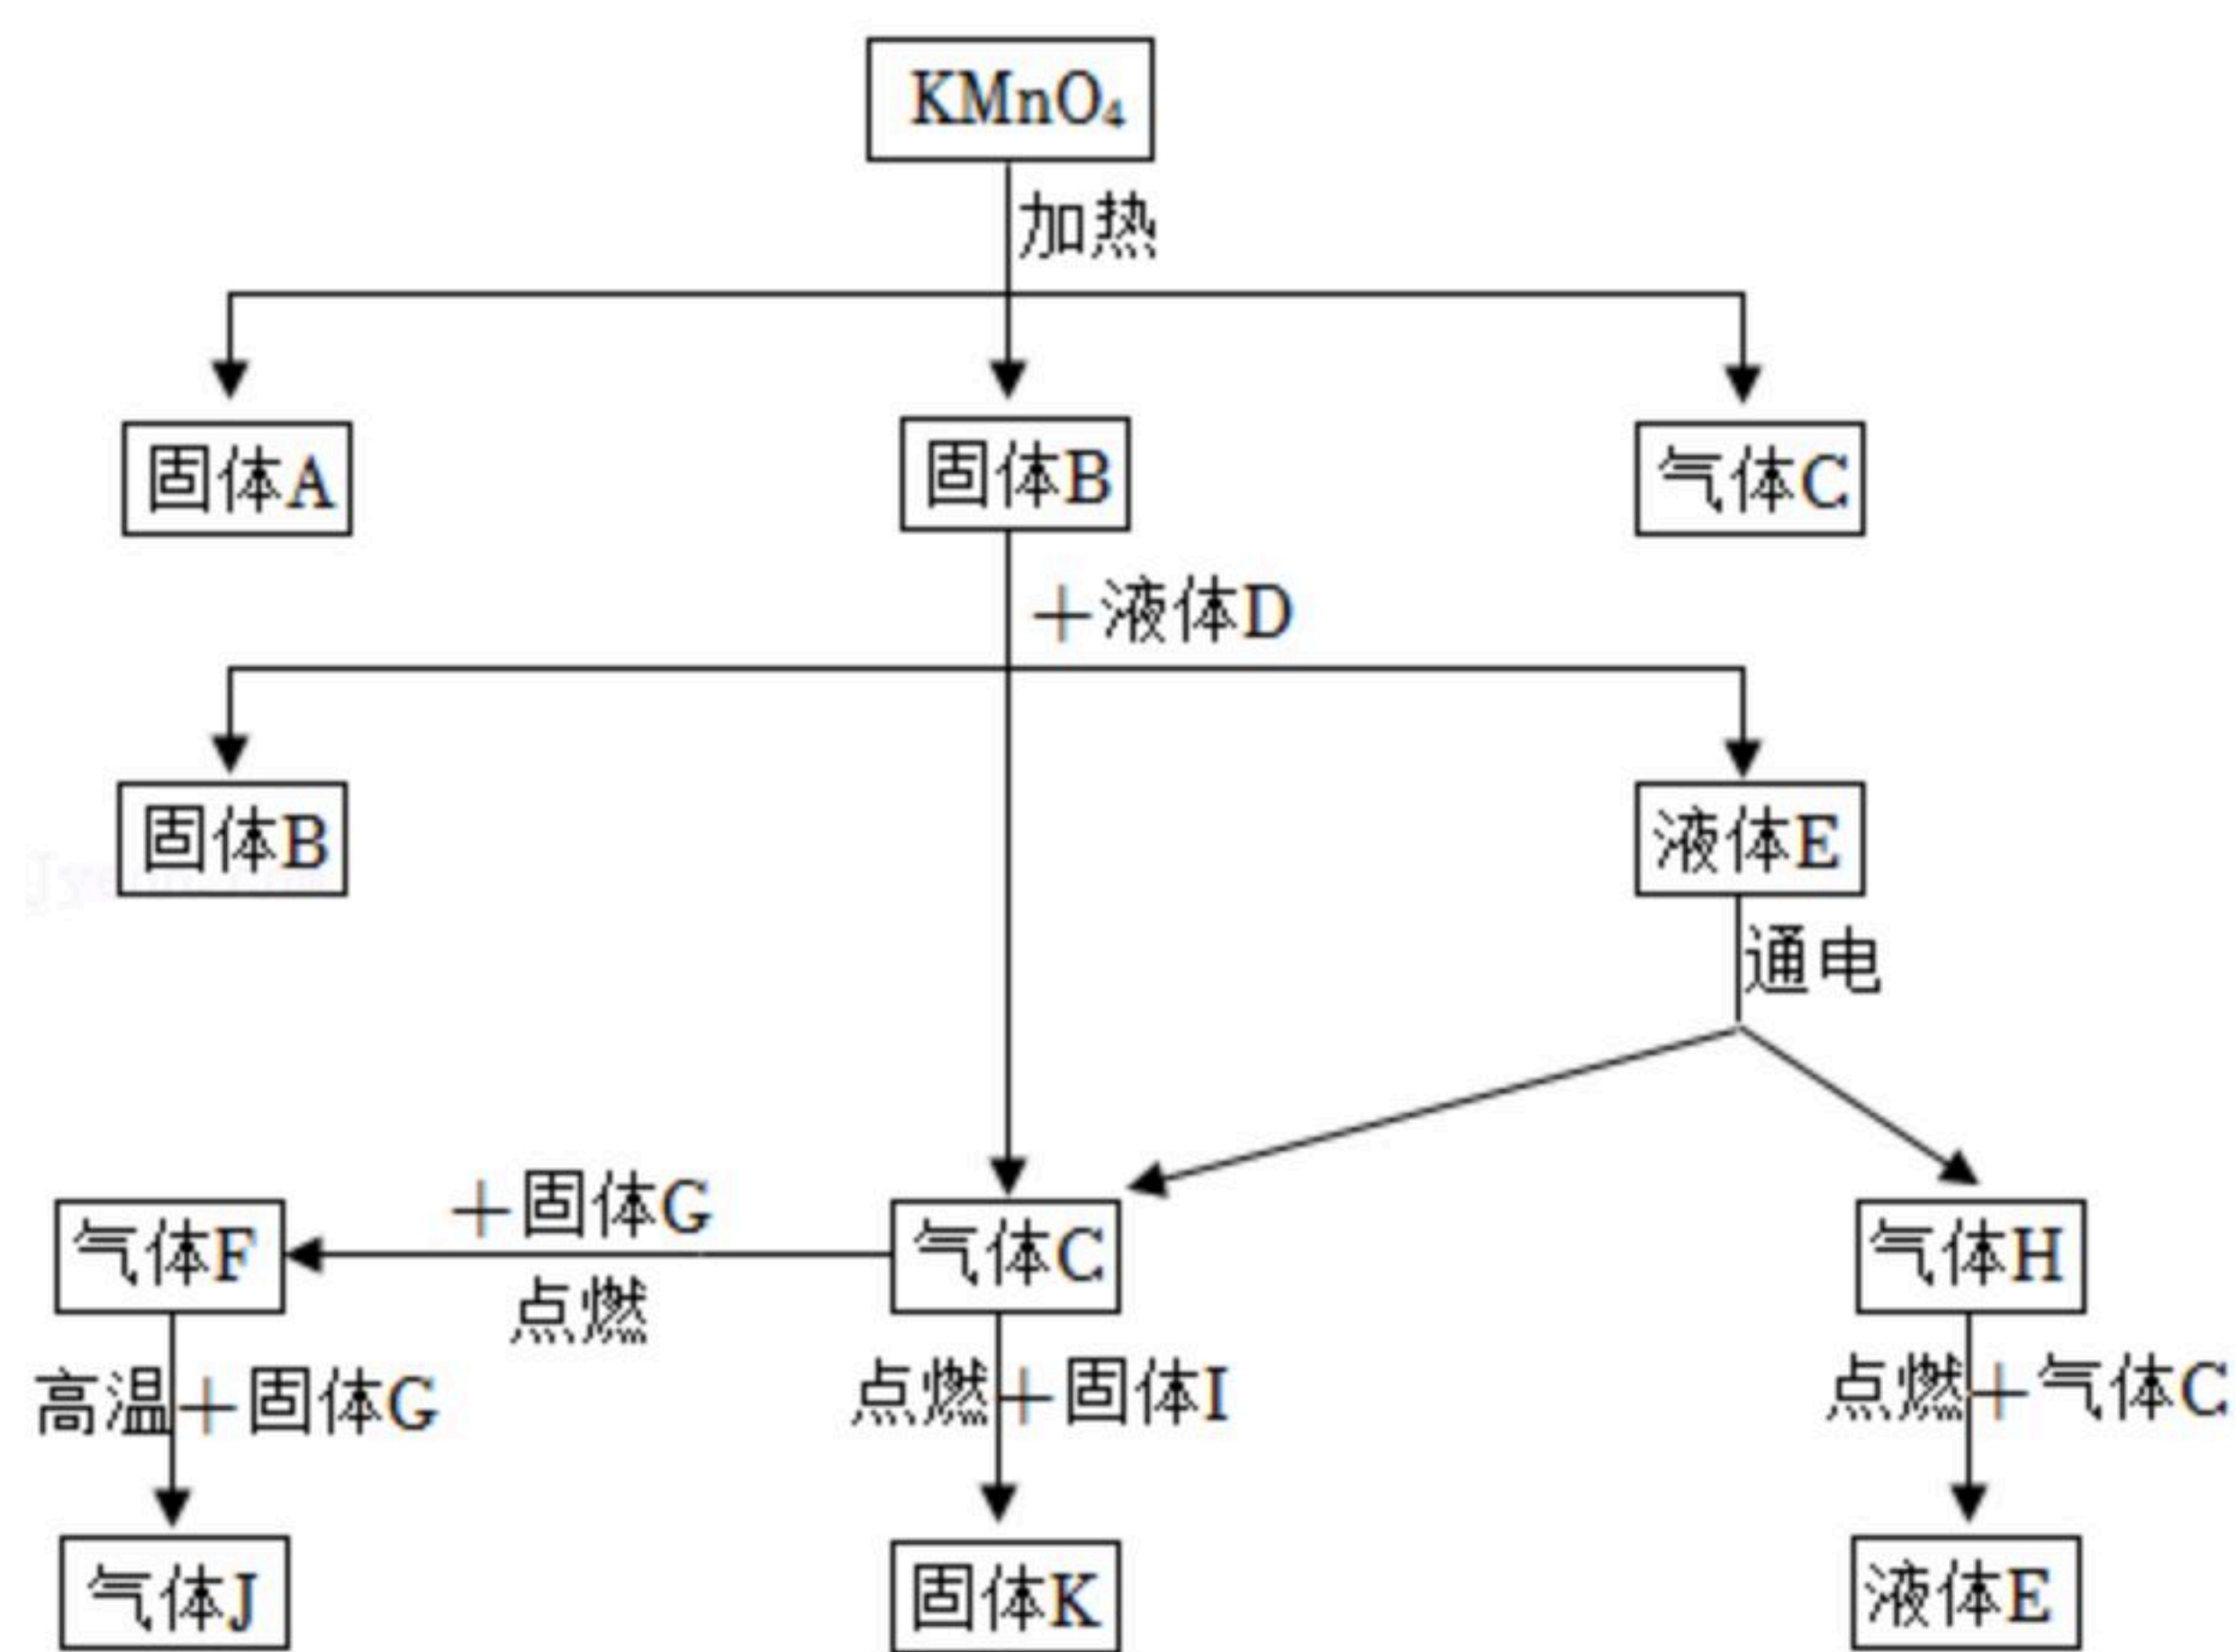 KMnO₄
加热
固体A
固体B
气体C
+液体D
固体B
液体E
通电
+固体G
气体F
点燃
气体C
气体H
高温
+固体G
点燃
+固体I
点燃
+气体C
气体J
固体K
液体E